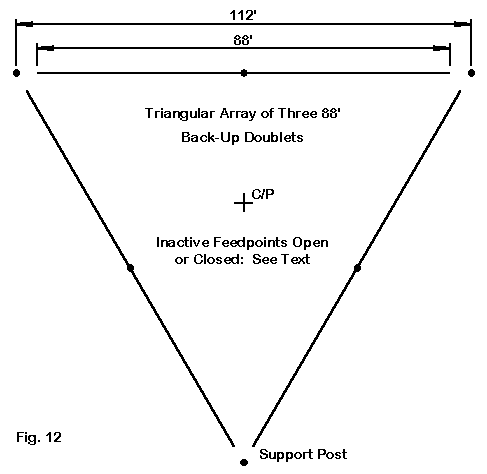 112'
88'
Triangular Array of Three 88'
Back-Up Doublets
C/P
Inactive Feedpoints Open
or Closed: See Text
Fig. 12
Support Post